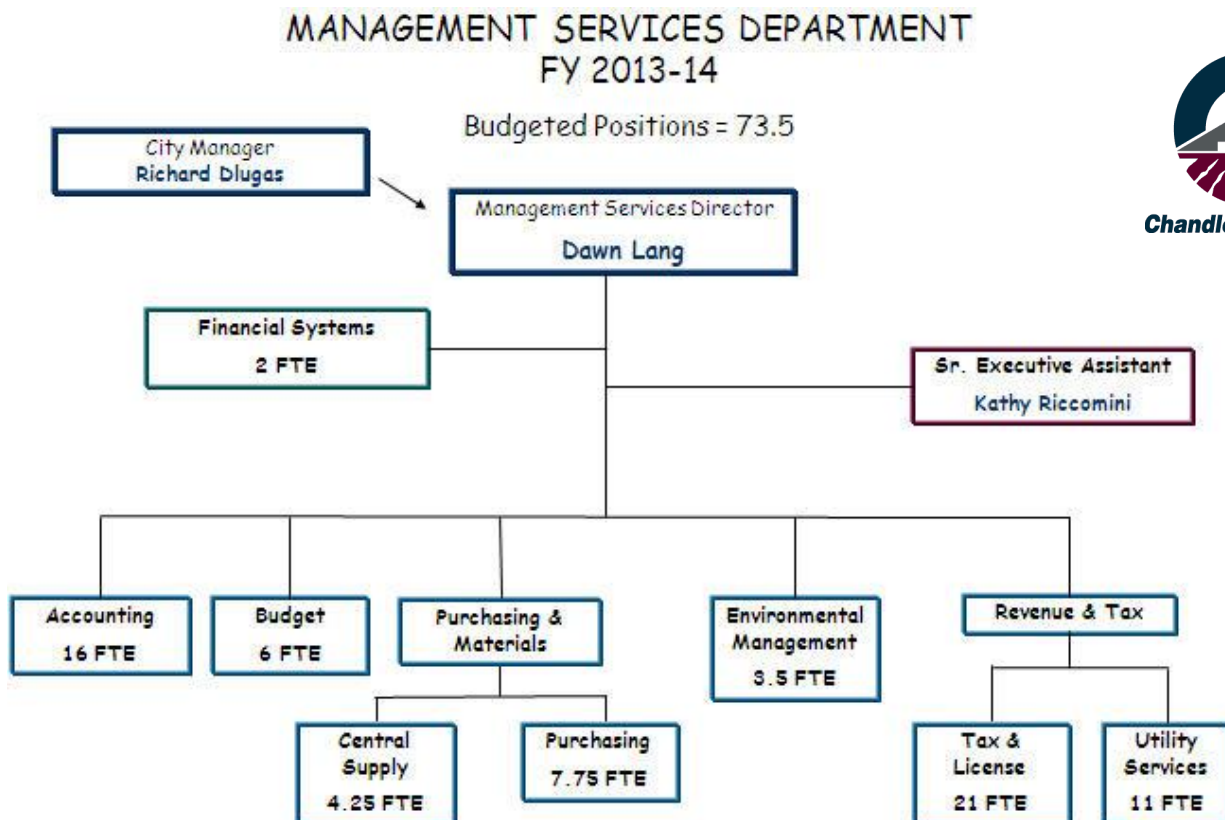 MANAGEMENT SERVICES DEPARTMENT
FY 2013-14
Budgeted Positions = 73.5
City Manager
Richard Dlugas
Management Services Director
Dawn Lang
Chandle
Financial Systems
2 FTE
Sr. Executive Assistant
Kathy Riccomini
Accounting
16 FTE
Budget
6 FTE
Purchasing &
Materials
Environmental
Management
3.5 FTE
Revenue & Tax
Central
Supply
4.25 FTE
Purchasing
7.75 FTE
Tax &
License
21 FTE
Utility
Services
11 FTE